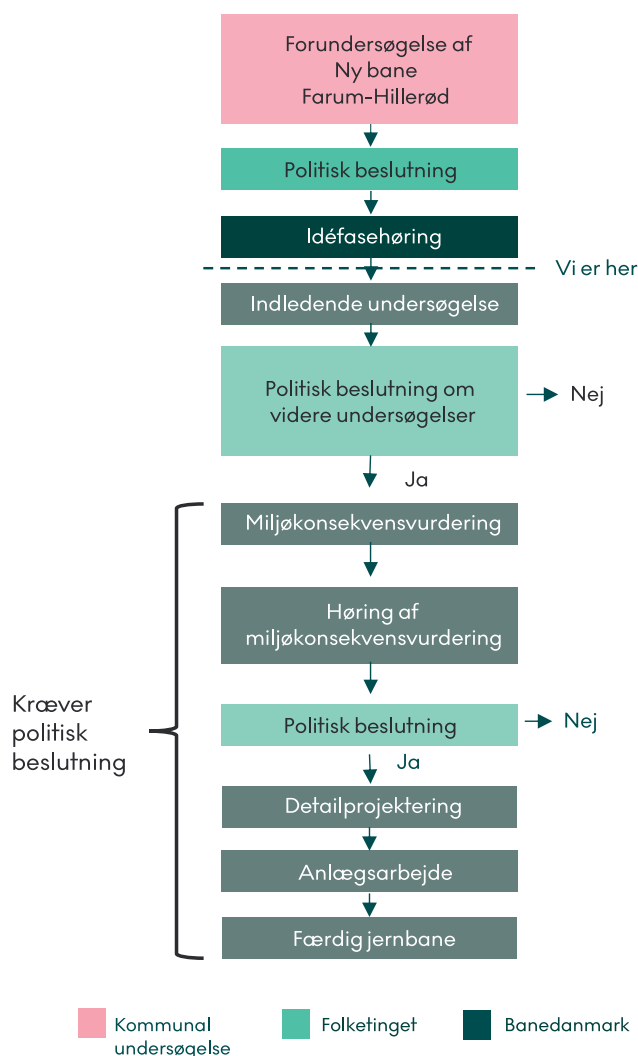 Forundersøgelse af
Ny bane
Farum-Hillerød
Politisk beslutning
Idéfasehøring
Vi er her
Indledende undersøgelse
Politisk beslutning om
videre undersøgelser
Nej
Ja
Miljøkonsekvensvurdering
Høring af
miljøkonsekvensvurdering
Kræver
politisk
beslutning
Politisk beslutning
Nej
Ja
Detailprojektering
Anlægsarbejde
Færdig jernbane
Kommunal
undersøgelse
Folketinget
Banedanmark